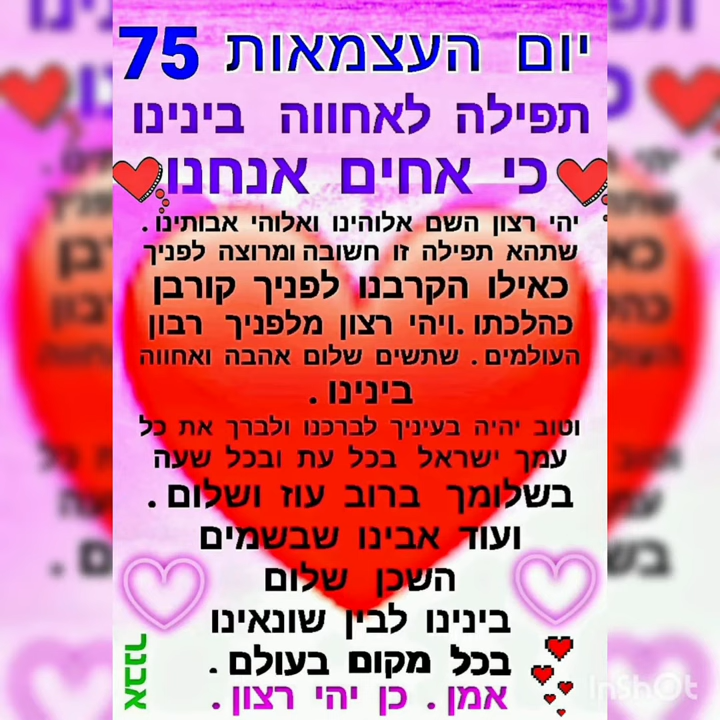 יום העצמאות 75
תפילה לאחווה בינינו
כי אחים אנחנו
יהי רצון השם אלוהינו ואלוהי אבותינו .
שתהא תפילה זו חשובה ומרוצה לפניך
כאילו הקרבנו לפניך קורבן
כהלכתו .ויהי רצון מלפניך רבון
העולמים . שתשים שלום אהבה ואחווה
בינינו .
וטוב יהיה בעיניך לברכנו ולברך את כל
עמך ישראל בכל עת ובכל שעה
בשלומך ברוב עוז ושלום .
ועוד אבינו שבשמים
השכן שלום
בינינו לבין שונאינו
בכל מקום בעולם .
אמן . כן יהי רצון .
אבנר
InShOt